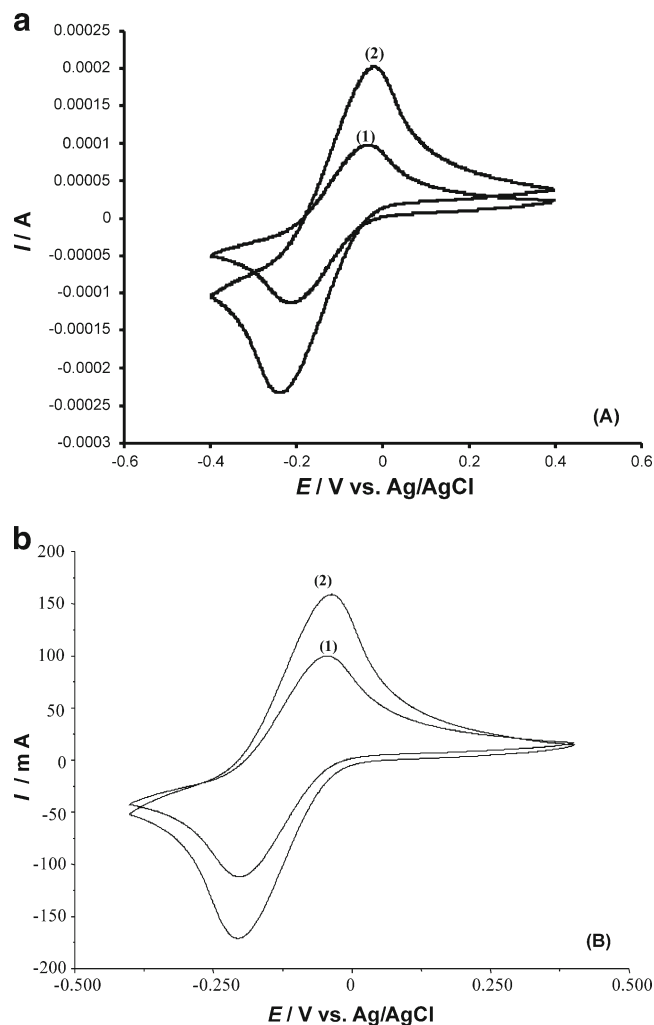 a
0.00025
0.0002
0.00015
0.0001
0.00005
0
-0.00005
-0.0001
-0.00015
-0.0002
-0.00025
-0.0003
I / A
(2)
(1)
(A)
-0.6 -0.4 -0.2 0 0.2 0.4 0.6
E / V vs. Ag/AgCl
b
200
150
100
50
0
-50
-100
-150
-200
I / m A
(2)
(1)
(B)
-0.500 -0.250 0 0.250 0.500
E / V vs. Ag/AgCl